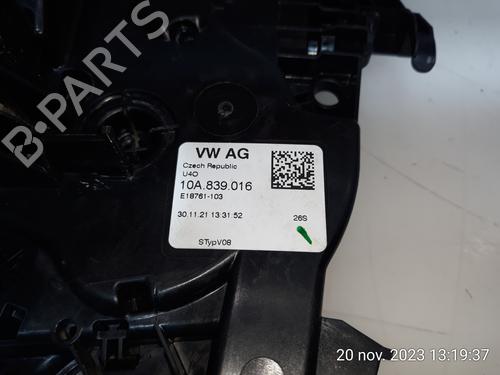 B-PARTS
VW AG
Czech Republic
U4O
10A.839.016
E18761-103
30.11.21 13:31:52
26S
STypV08
20 nov. 2023 13:19:37